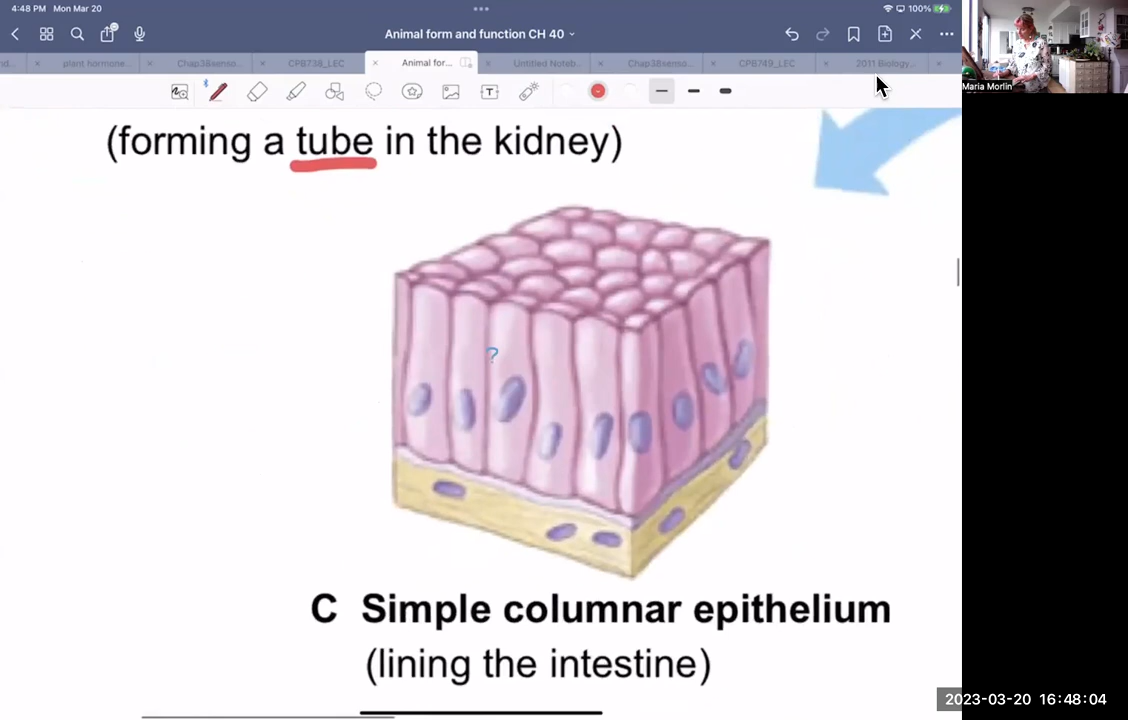 4:48 PM Mon Mar 20
100%
Animal form and function CH 40
nd...
plant hormone...
Chap38senso...
CPB738_LEC
Animal for...
Untitled Noteb...
Chap38senso...
CPB749_LEC
2011 Biology...
T
Maria Morlin
(forming a tube in the kidney)
?
C Simple columnar epithelium
(lining the intestine)
2023-03-20 16:48:04